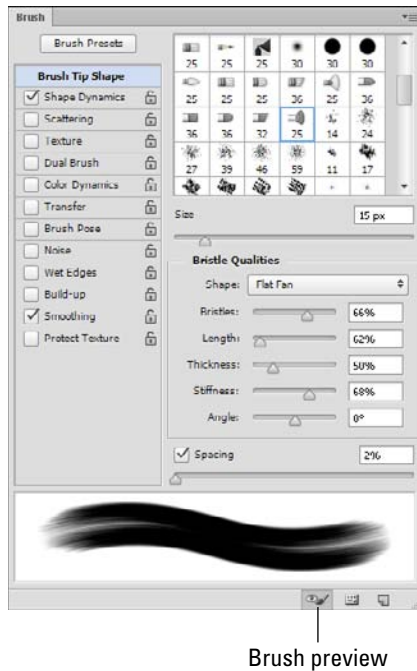 Brush
Brush Presets
Brush Tip Shape
Shape Dynamics
Scattering
Texture
Dual Brush
Color Dynamics
Transfer
Brush Pose
Noise
Wet Edges
Build-up
Smoothing
Protect Texture
25 25 25 30 30 30
25 25 25 36 25 36
36 36 32 25 14 24
27 39 46 59 11 17
Size 15 px
Bristle Qualities
Shape: Flat Fan
Bristles: 66%
Length: 62%
Thickness: 50%
Stiffness: 68%
Angle: 0°
Spacing 2%
Brush preview